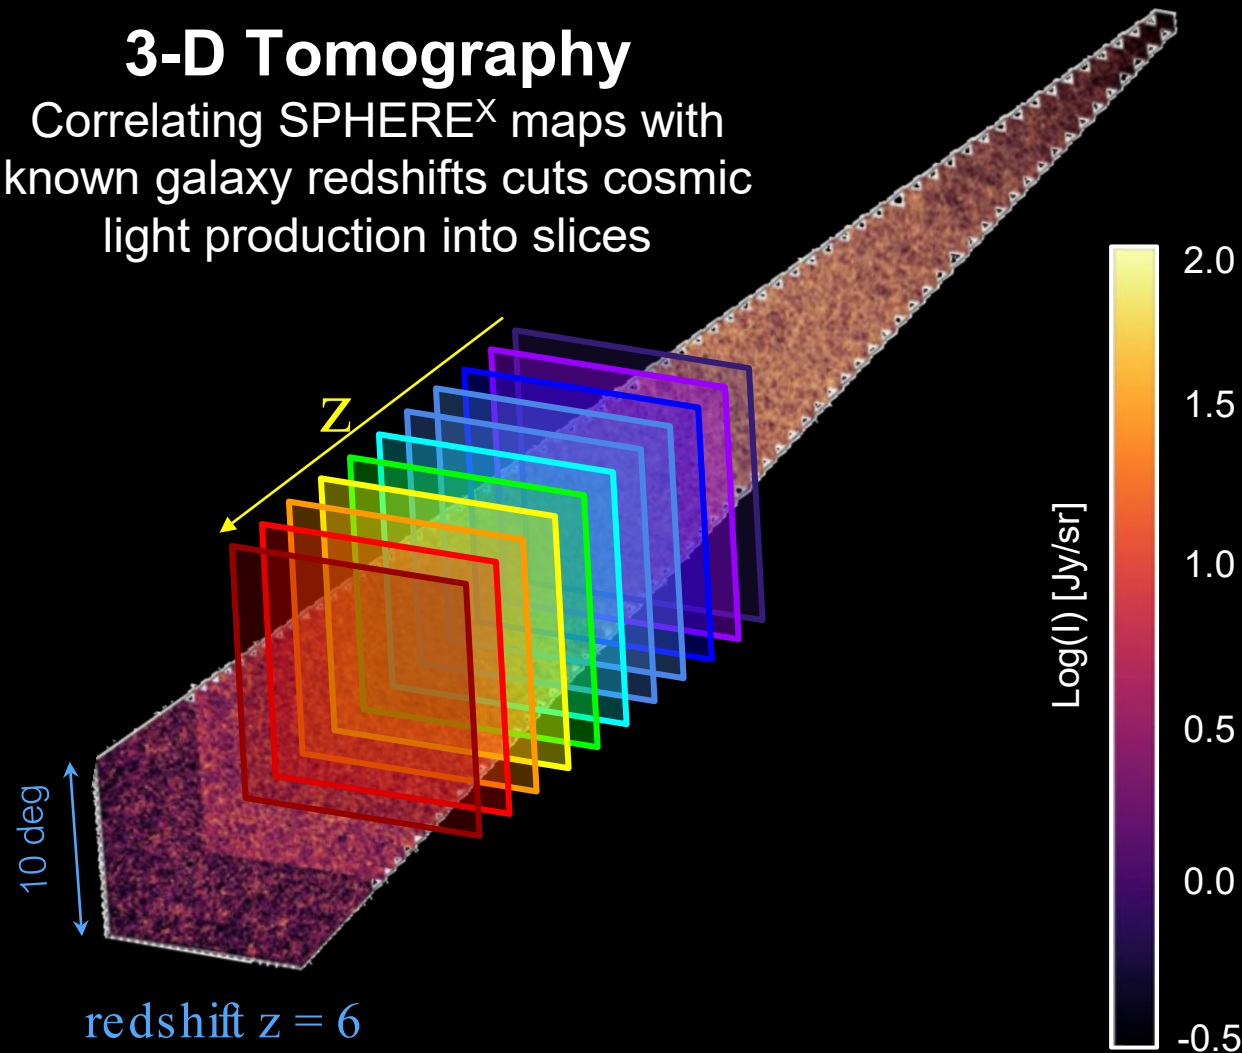 3-D Tomography
Correlating SPHEREˣ maps with
known galaxy redshifts cuts cosmic
light production into slices
z
2.0
1.5
1.0
0.5
0.0
-0.5
Log(I) [Jy/sr]
10 deg
redshift z = 6